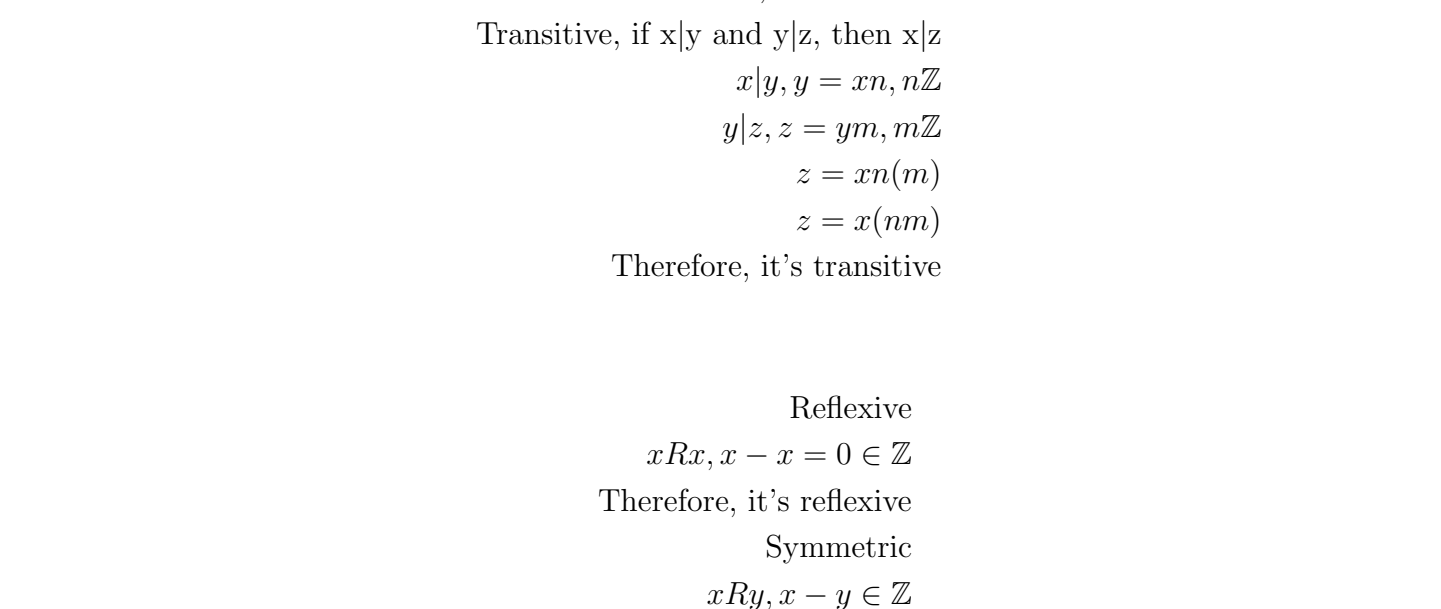 Transitive, if x|y and y|z, then x|z
x|y, y = xn, nℤ
y|z, z = ym, mℤ
z = xn(m)
z = x(nm)
Therefore, it's transitive
Reflexive
xRx, x − x = 0 ∈ ℤ
Therefore, it's reflexive
Symmetric
xRy, x − y ∈ ℤ